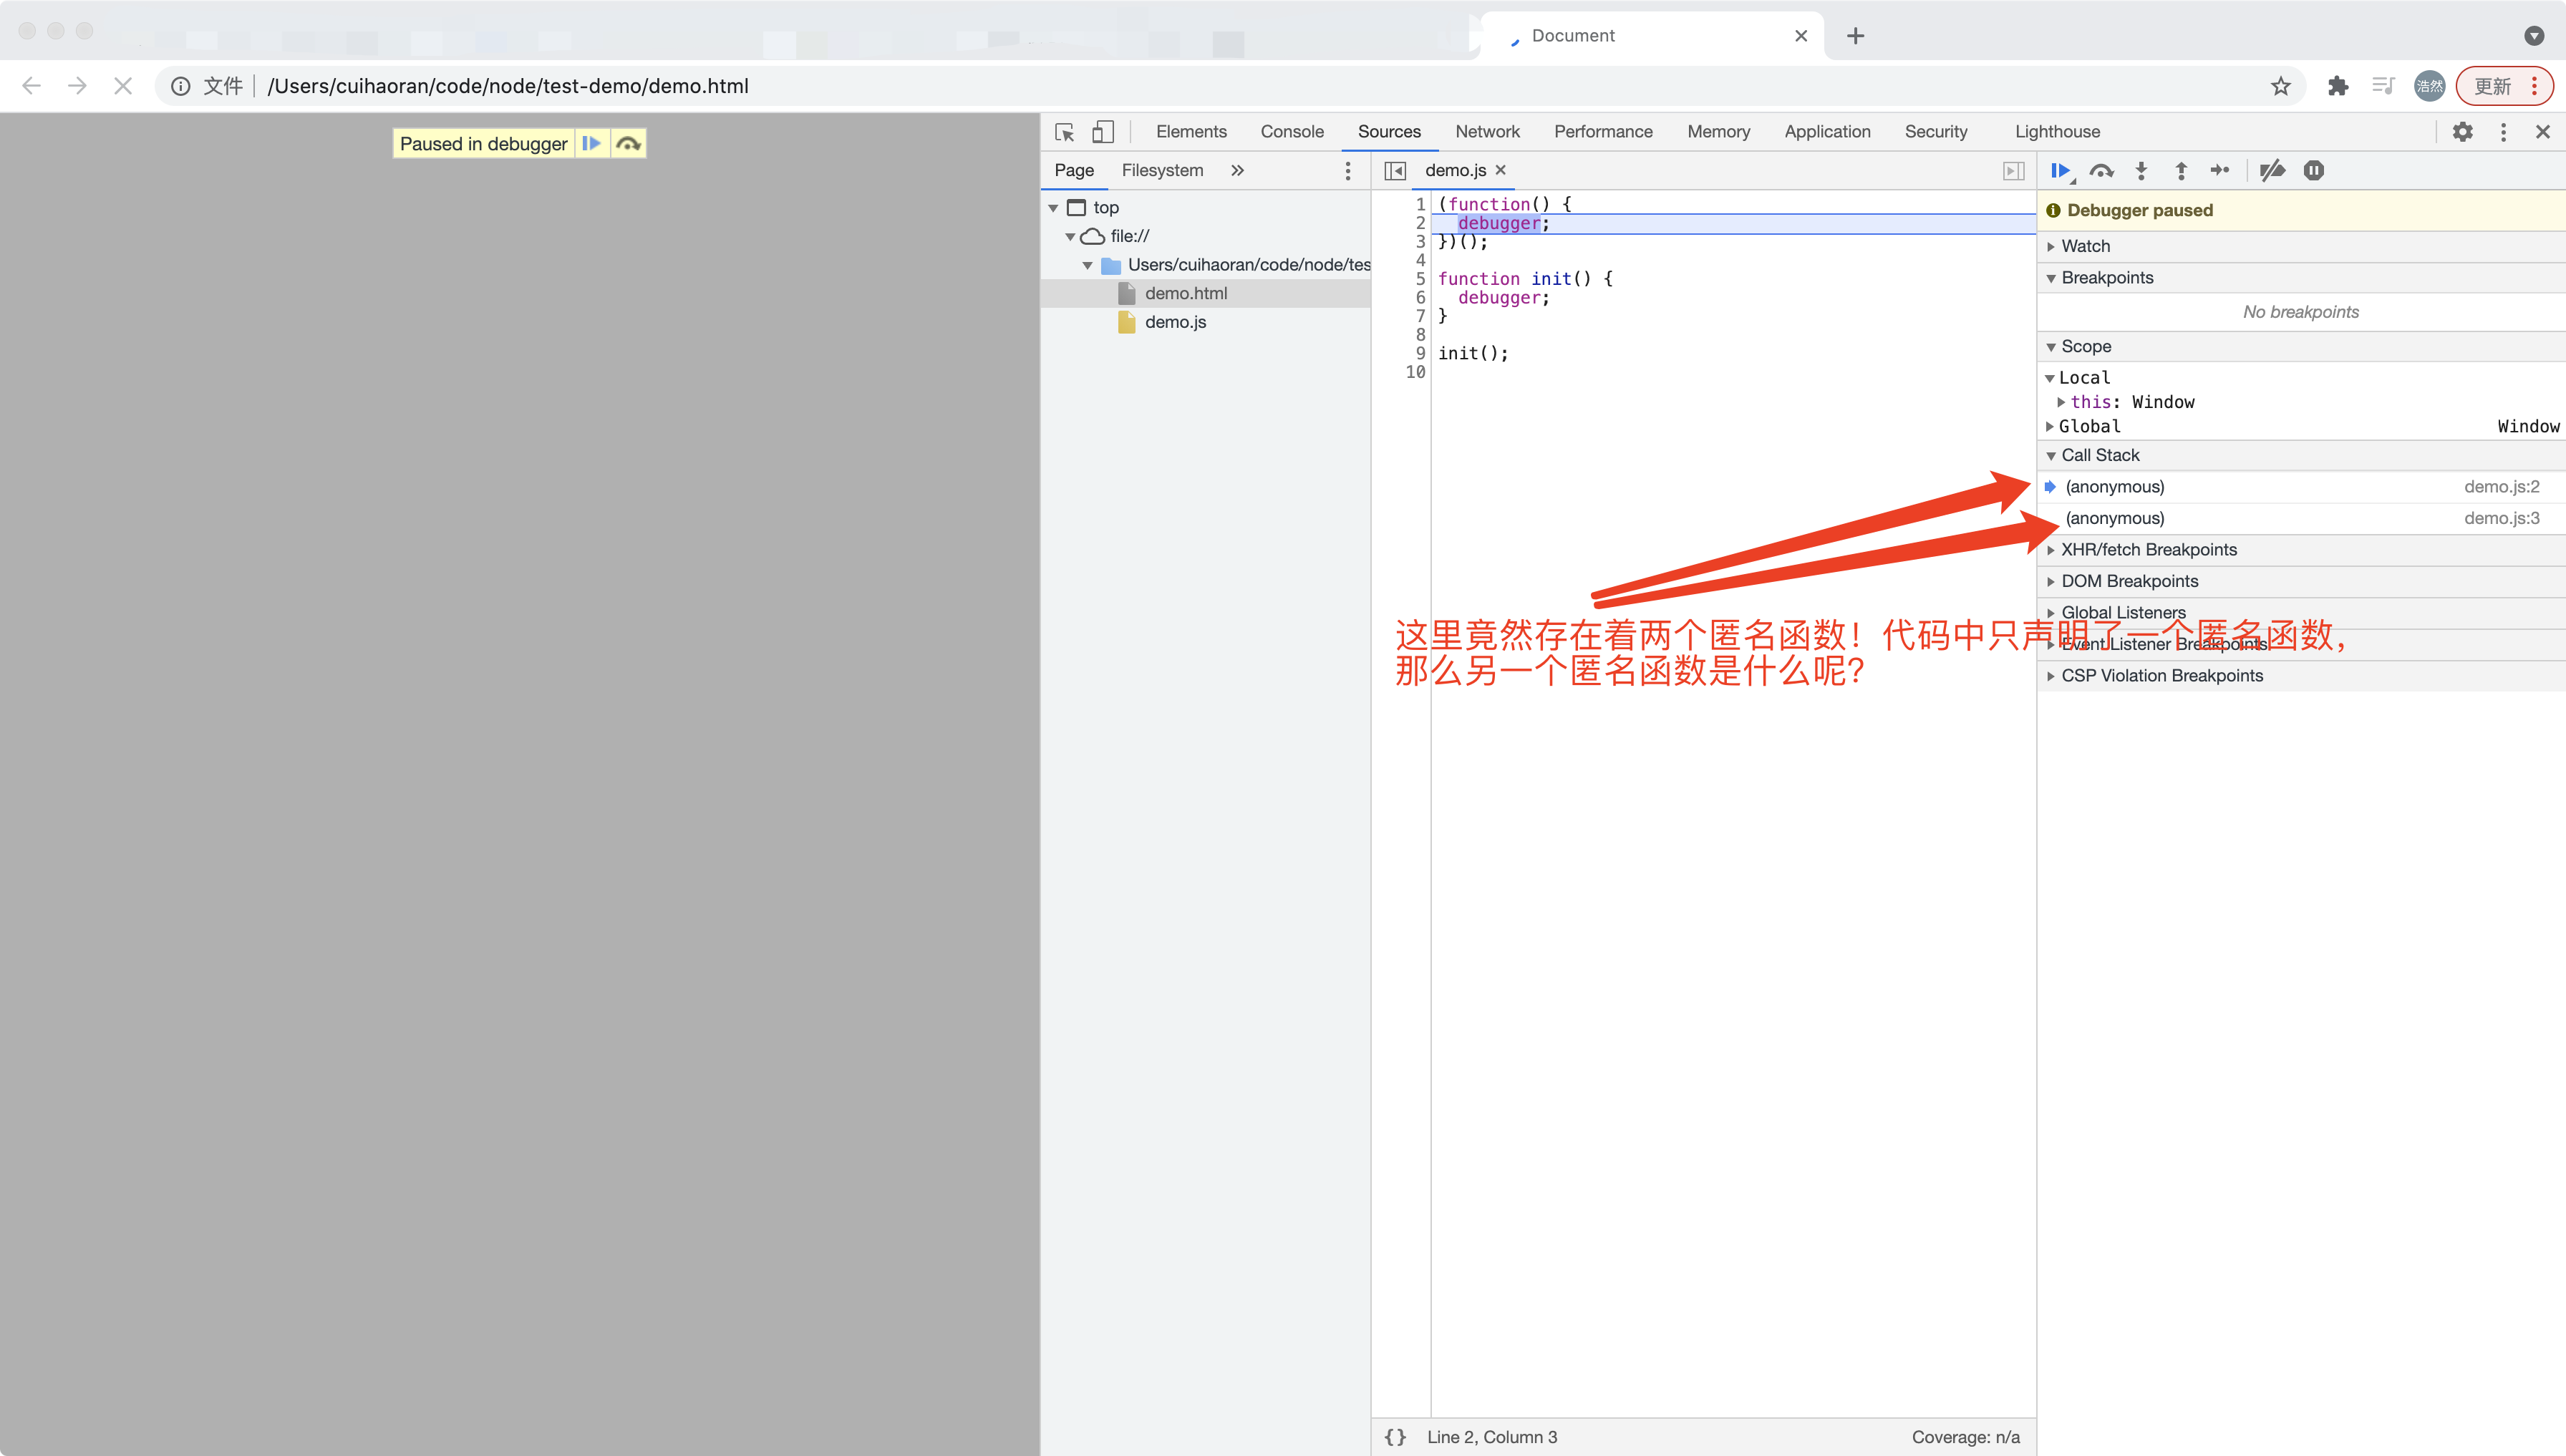 Document
文件 /Users/cuihaoran/code/node/test-demo/demo.html
浩然
更新
Paused in debugger
Elements Console Sources Network Performance Memory Application Security Lighthouse
Page Filesystem
top
file://
Users/cuihaoran/code/node/tes
demo.html
demo.js
demo.js
1 (function() {
2 debugger;
3 })();
4
5 function init() {
6 debugger;
7 }
8
9 init();
10
{} Line 2, Column 3 Coverage: n/a
Debugger paused
Watch
Breakpoints
No breakpoints
Scope
Local
this: Window
Global Window
Call Stack
(anonymous) demo.js:2
(anonymous) demo.js:3
XHR/fetch Breakpoints
DOM Breakpoints
Global Listeners
Event Listener Breakpoints
CSP Violation Breakpoints
这里竟然存在着两个匿名函数！代码中只声明了一个匿名函数，
那么另一个匿名函数是什么呢？